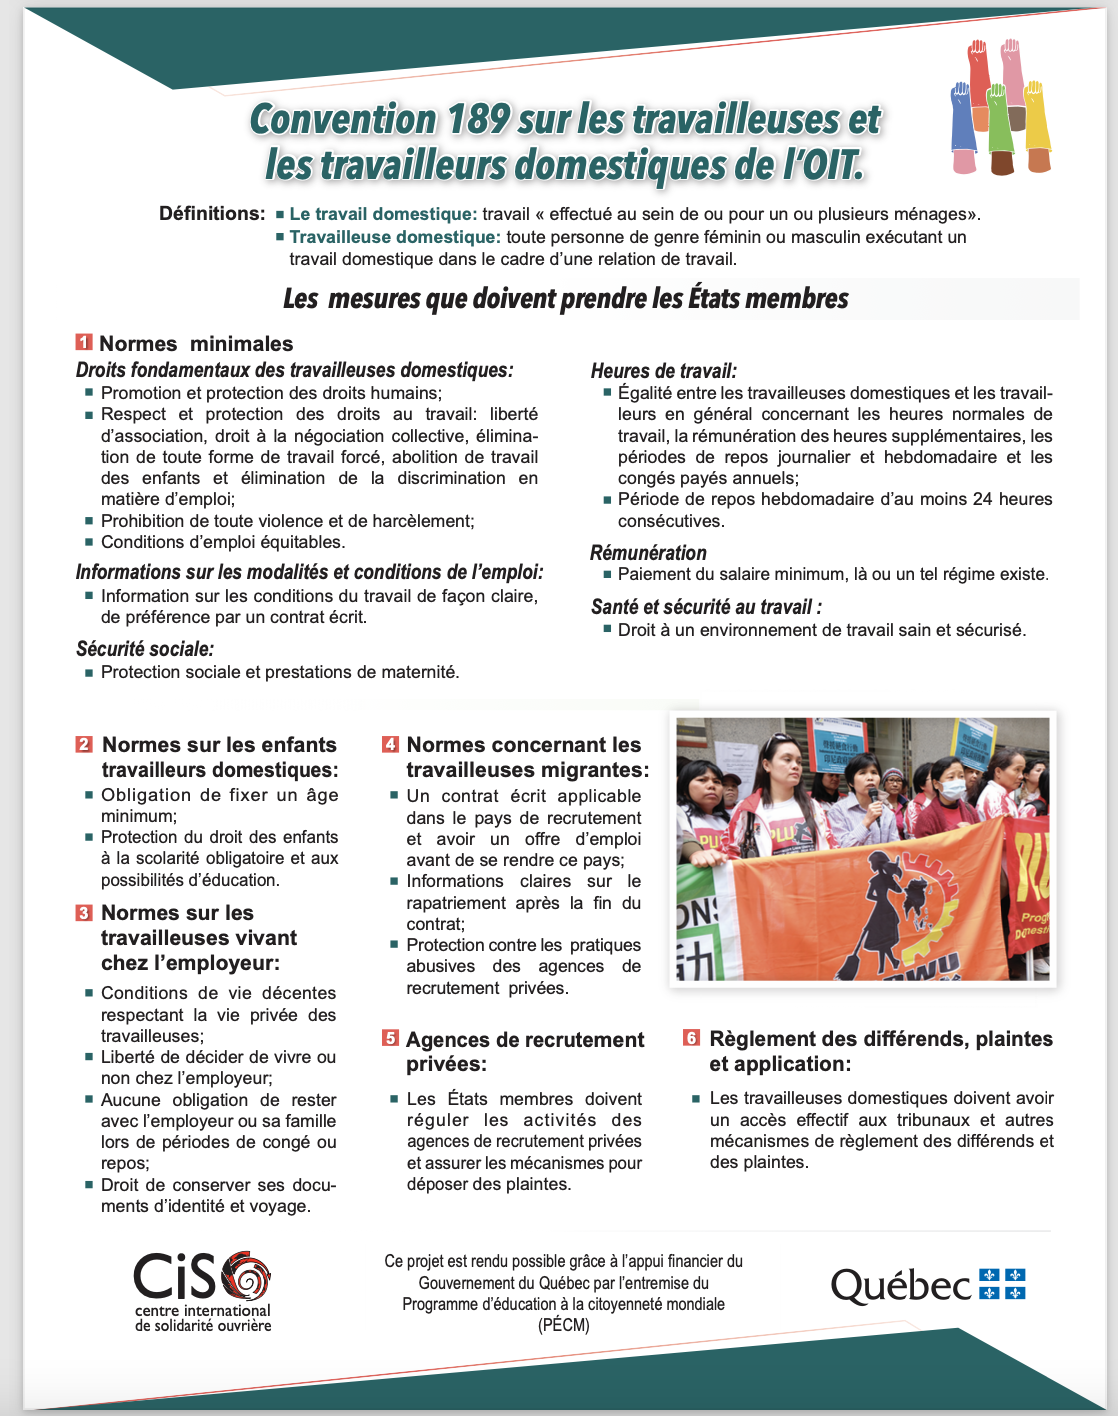 Convention 189 sur les travailleuses et
les travailleurs domestiques de l'OIT.
Définitions:
■ Le travail domestique: travail « effectué au sein de ou pour un ou plusieurs ménages».
■ Travailleuse domestique: toute personne de genre féminin ou masculin exécutant un
travail domestique dans le cadre d'une relation de travail.
Les mesures que doivent prendre les États membres
1 Normes minimales
Droits fondamentaux des travailleuses domestiques:
■ Promotion et protection des droits humains;
■ Respect et protection des droits au travail: liberté
d'association, droit à la négociation collective, élimina-
tion de toute forme de travail forcé, abolition de travail
des enfants et élimination de la discrimination en
matière d'emploi;
■ Prohibition de toute violence et de harcèlement;
■ Conditions d'emploi équitables.
Informations sur les modalités et conditions de l'emploi:
■ Information sur les conditions du travail de façon claire,
de préférence par un contrat écrit.
Sécurité sociale:
■ Protection sociale et prestations de maternité.
Heures de travail:
■ Égalité entre les travailleuses domestiques et les travail-
leurs en général concernant les heures normales de
travail, la rémunération des heures supplémentaires, les
périodes de repos journalier et hebdomadaire et les
congés payés annuels;
■ Période de repos hebdomadaire d'au moins 24 heures
consécutives.
Rémunération
■ Paiement du salaire minimum, là ou un tel régime existe.
Santé et sécurité au travail :
■ Droit à un environnement de travail sain et sécurisé.
2 Normes sur les enfants
travailleurs domestiques:
■ Obligation de fixer un âge
minimum;
■ Protection du droit des enfants
à la scolarité obligatoire et aux
possibilités d'éducation.
3 Normes sur les
travailleuses vivant
chez l'employeur:
■ Conditions de vie décentes
respectant la vie privée des
travailleuses;
■ Liberté de décider de vivre ou
non chez l'employeur;
■ Aucune obligation de rester
avec l'employeur ou sa famille
lors de périodes de congé ou
repos;
■ Droit de conserver ses docu-
ments d'identité et voyage.
4 Normes concernant les
travailleuses migrantes:
■ Un contrat écrit applicable
dans le pays de recrutement
et avoir un offre d'emploi
avant de se rendre ce pays;
■ Informations claires sur le
rapatriement après la fin du
contrat;
■ Protection contre les pratiques
abusives des agences de
recrutement privées.
5 Agences de recrutement
privées:
■ Les États membres doivent
réguler les activités des
agences de recrutement privées
et assurer les mécanismes pour
déposer des plaintes.
6 Règlement des différends, plaintes
et application:
■ Les travailleuses domestiques doivent avoir
un accès effectif aux tribunaux et autres
mécanismes de règlement des différends et
des plaintes.
CiSO
centre international
de solidarité ouvrière
Ce projet est rendu possible grâce à l'appui financier du
Gouvernement du Québec par l'entremise du
Programme d'éducation à la citoyenneté mondiale
(PÉCM)
Québec